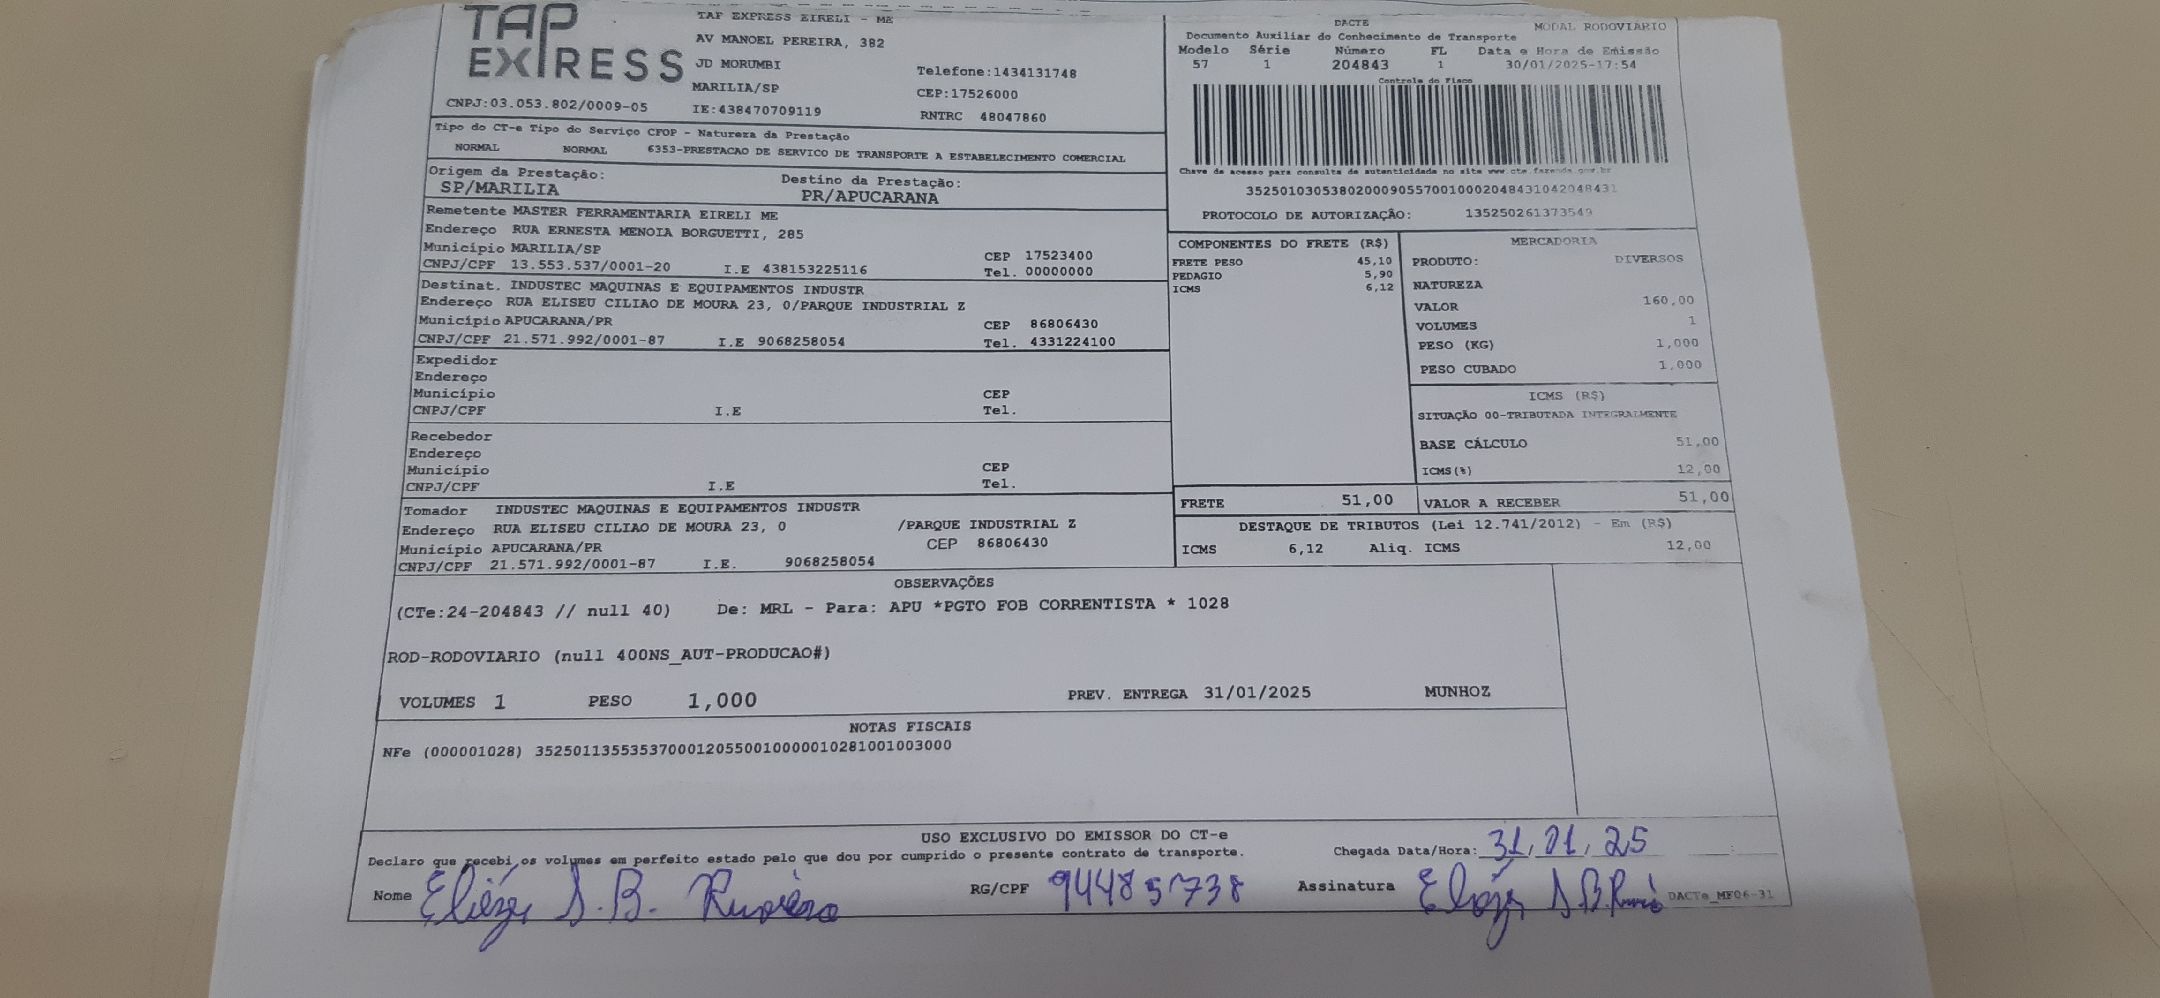 TAP
EXPRESS
CNPJ:03.053.802/0009-05
TAP EXPRESS EIRELI - ME
AV MANOEL PEREIRA, 382
JD MORUMBI
MARILIA/SP
IE:438470709119
Telefone:1434131748
CEP:17526000
RNTRC 48047860
DACTE MODAL RODOVIARIO
Documento Auxiliar do Conhecimento de Transporte
Modelo Série Número FL Data e Hora de Emissão
57 1 204843 1 30/01/2025-17:54
Controle do Fisco
Chave de acesso para consulta de autenticidade no site www.cte.fazenda.gov.br
35250103053802000905570010002048431042048431
PROTOCOLO DE AUTORIZAÇÃO: 135250261373549
Tipo do CT-e Tipo do Serviço CFOP - Natureza da Prestação
NORMAL NORMAL 6353-PRESTACAO DE SERVICO DE TRANSPORTE A ESTABELECIMENTO COMERCIAL
Origem da Prestação: Destino da Prestação:
SP/MARILIA PR/APUCARANA
Remetente MASTER FERRAMENTARIA EIRELI ME
Endereço RUA ERNESTA MENOIA BORGUETTI, 285
Município MARILIA/SP CEP 17523400
CNPJ/CPF 13.553.537/0001-20 I.E 438153225116 Tel. 00000000
Destinat. INDUSTEC MAQUINAS E EQUIPAMENTOS INDUSTR
Endereço RUA ELISEU CILIAO DE MOURA 23, 0/PARQUE INDUSTRIAL Z
Município APUCARANA/PR CEP 86806430
CNPJ/CPF 21.571.992/0001-87 I.E 9068258054 Tel. 4331224100
Expedidor
Endereço
Município CEP
CNPJ/CPF I.E Tel.
Recebedor
Endereço
Município CEP
CNPJ/CPF I.E Tel.
Tomador INDUSTEC MAQUINAS E EQUIPAMENTOS INDUSTR
Endereço RUA ELISEU CILIAO DE MOURA 23, 0 /PARQUE INDUSTRIAL Z
Município APUCARANA/PR CEP 86806430
CNPJ/CPF 21.571.992/0001-87 I.E. 9068258054
COMPONENTES DO FRETE (R$)
FRETE PESO 45,10
PEDAGIO 5,90
ICMS 6,12
MERCADORIA
PRODUTO: DIVERSOS
NATUREZA
VALOR 160,00
VOLUMES 1
PESO (KG) 1,000
PESO CUBADO 1,000
ICMS (R$)
SITUAÇÃO 00-TRIBUTADA INTEGRALMENTE
BASE CÁLCULO 51,00
ICMS(%) 12,00
FRETE 51,00 VALOR A RECEBER 51,00
DESTAQUE DE TRIBUTOS (Lei 12.741/2012) - Em (R$)
ICMS 6,12 Aliq. ICMS 12,00
OBSERVAÇÕES
(CTe:24-204843 // null 40) De: MRL - Para: APU *PGTO FOB CORRENTISTA * 1028
ROD-RODOVIARIO (null 400NS_AUT-PRODUCAO#)
VOLUMES 1 PESO 1,000 PREV. ENTREGA 31/01/2025 MUNHOZ
NOTAS FISCAIS
NFe (000001028) 35250113553537000120550010000010281001003000
USO EXCLUSIVO DO EMISSOR DO CT-e
Declaro que recebi os volumes em perfeito estado pelo que dou por cumprido o presente contrato de transporte. Chegada Data/Hora: 31/01/25
Nome Eliézer S.B. RG/CPF 944857738 Assinatura Eliézer S.B.
DACTe_MF06-31